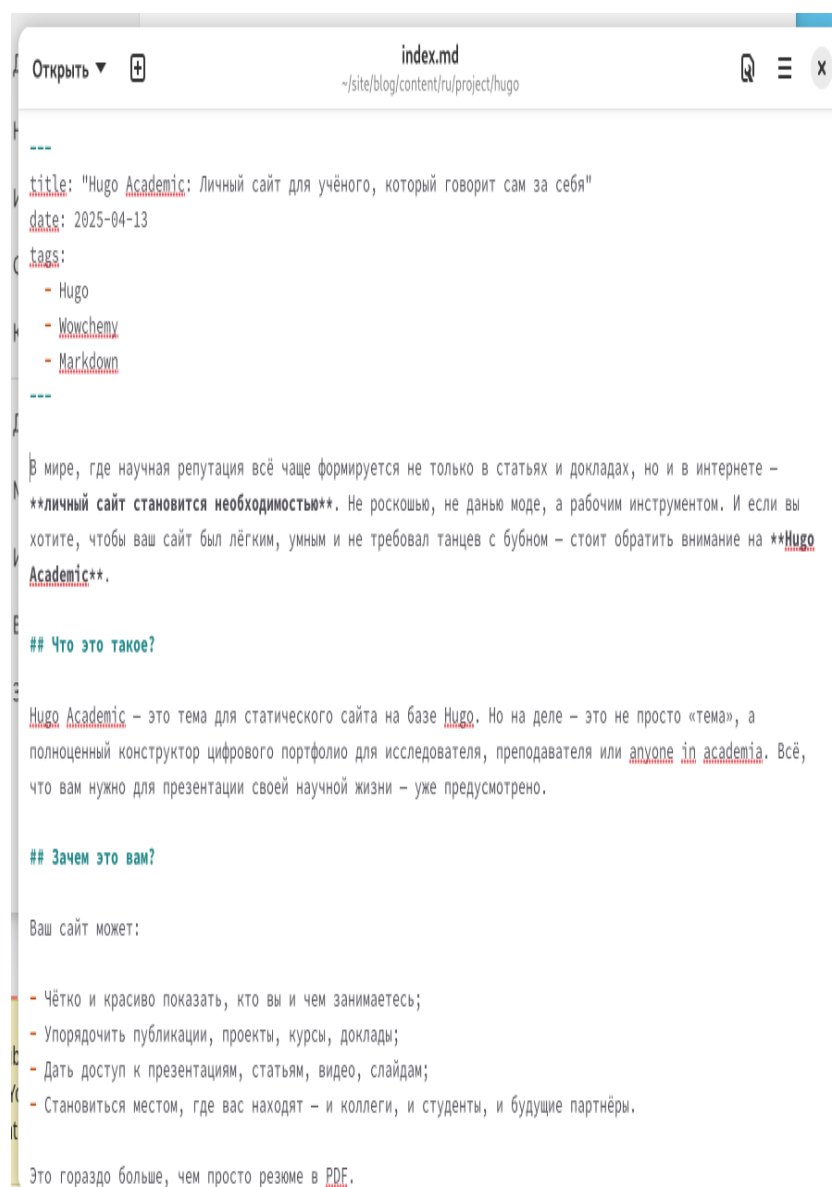 Открыть ▼
index.md
~/site/blog/content/ru/project/hugo
---
title: "Hugo Academic: Личный сайт для учёного, который говорит сам за себя"
date: 2025-04-13
tags:
  - Hugo
  - Wowchemy
  - Markdown
---
В мире, где научная репутация всё чаще формируется не только в статьях и докладах, но и в интернете —
**личный сайт становится необходимостью**. Не роскошью, не данью моде, а рабочим инструментом. И если вы
хотите, чтобы ваш сайт был лёгким, умным и не требовал танцев с бубном — стоит обратить внимание на **Hugo
Academic**.
## Что это такое?
Hugo Academic — это тема для статического сайта на базе Hugo. Но на деле — это не просто «тема», а
полноценный конструктор цифрового портфолио для исследователя, преподавателя или anyone in academia. Всё,
что вам нужно для презентации своей научной жизни — уже предусмотрено.
## Зачем это вам?
Ваш сайт может:
- Чётко и красиво показать, кто вы и чем занимаетесь;
- Упорядочить публикации, проекты, курсы, доклады;
- Дать доступ к презентациям, статьям, видео, слайдам;
- Становиться местом, где вас находят — и коллеги, и студенты, и будущие партнёры.
Это гораздо больше, чем просто резюме в PDF.